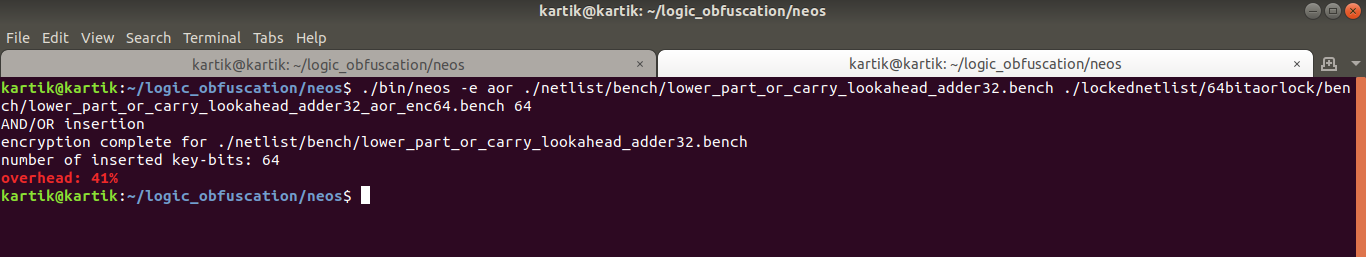 kartik@kartik: ~/logic_obfuscation/neos
File Edit View Search Terminal Tabs Help
kartik@kartik: ~/logic_obfuscation/neos × kartik@kartik: ~/logic_obfuscation/neos ×
kartik@kartik:~/logic_obfuscation/neos$ ./bin/neos -e aor ./netlist/bench/lower_part_or_carry_lookahead_adder32.bench ./lockednetlist/64bitaorlock/ben
ch/lower_part_or_carry_lookahead_adder32_aor_enc64.bench 64
AND/OR insertion
encryption complete for ./netlist/bench/lower_part_or_carry_lookahead_adder32.bench
number of inserted key-bits: 64
overhead: 41%
kartik@kartik:~/logic_obfuscation/neos$